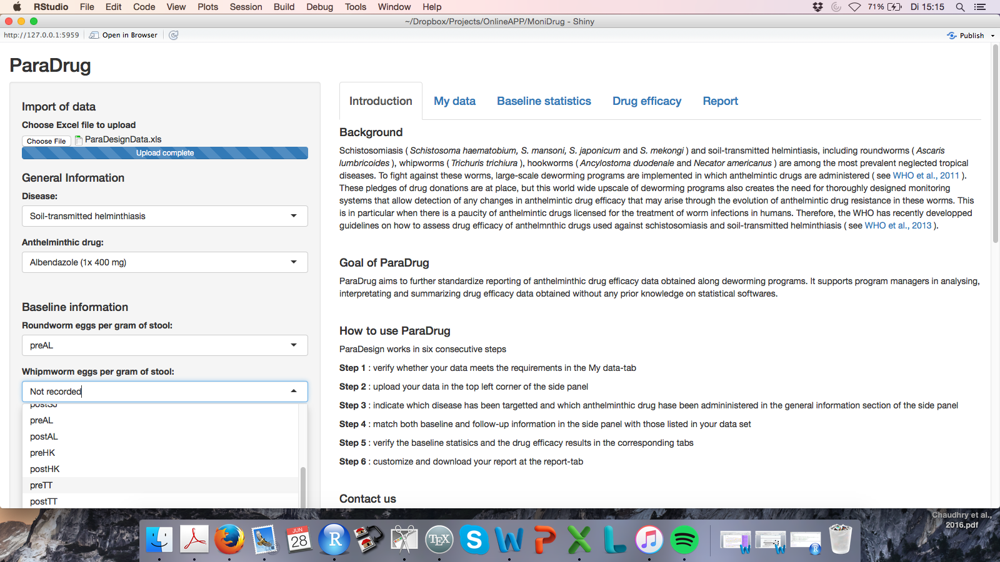 RStudio File Edit Code View Plots Session Build Debug Tools Window Help 71% Di 15:15
~/Dropbox/Projects/OnlineAPP/MoniDrug - Shiny
http://127.0.0.1:5959 Open in Browser Publish
ParaDrug
Import of data
Choose Excel file to upload
Choose File ParaDesignData.xls
Upload complete
General Information
Disease:
Soil-transmitted helminthiasis
Anthelminthic drug:
Albendazole (1x 400 mg)
Baseline information
Roundworm eggs per gram of stool:
preAL
Whipmworm eggs per gram of stool:
Not recorded
postSJ
preAL
postAL
preHK
postHK
preTT
postTT
Introduction My data Baseline statistics Drug efficacy Report
Background
Schistosomiasis ( Schistosoma haematobium, S. mansoni, S. japonicum and S. mekongi ) and soil-transmitted helmintiasis, including roundworms ( Ascaris
lumbricoides ), whipworms ( Trichuris trichiura ), hookworms ( Ancylostoma duodenale and Necator americanus ) are among the most prevalent neglected tropical
diseases. To fight against these worms, large-scale deworming programs are implemented in which anthelmintic drugs are administered ( see WHO et al., 2011 ).
These pledges of drug donations are at place, but this world wide upscale of deworming programs also creates the need for thoroughly designed monitoring
systems that allow detection of any changes in anthelmintic drug efficacy that may arise through the evolution of anthelmintic drug resistance in these worms. This
is in particular when there is a paucity of anthelmintic drugs licensed for the treatment of worm infections in humans. Therefore, the WHO has recently developped
guidelines on how to assess drug efficacy of anthelmnthic drugs used against schistosomiasis and soil-transmitted helminthiasis ( see WHO et al., 2013 ).
Goal of ParaDrug
ParaDrug aims to further standardize reporting of anthelminthic drug efficacy data obtained along deworming programs. It supports program managers in analysing,
interpretating and summarizing drug efficacy data obtained without any prior knowledge on statistical softwares.
How to use ParaDrug
ParaDesign works in six consecutive steps
Step 1 : verify whether your data meets the requirements in the My data-tab
Step 2 : upload your data in the top left corner of the side panel
Step 3 : indicate which disease has been targetted and which anthelminthic drug hase been admininistered in the general information section of the side panel
Step 4 : match both baseline and follow-up information in the side panel with those listed in your data set
Step 5 : verify the baseline statisics and the drug efficacy results in the corresponding tabs
Step 6 : customize and download your report at the report-tab
Contact us
Chaudhry et al.,
2016.pdf
JUN
28
R
TEX